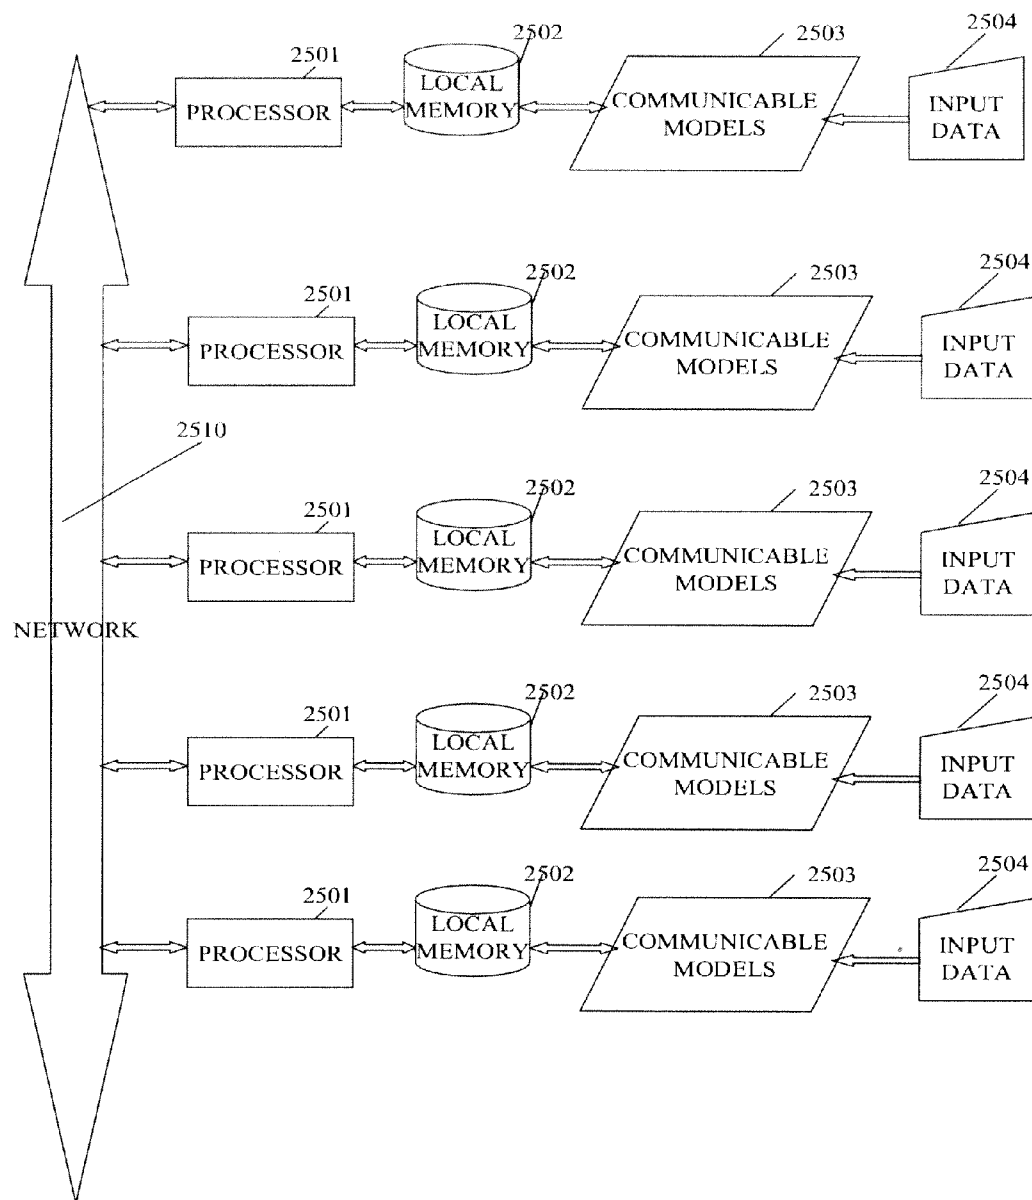 2504
2503
2502
2501
LOCAL
MEMORY
PROCESSOR
COMMUNICABLE
MODELS
INPUT
DATA
2504
2503
2502
2501
LOCAL
MEMORY
PROCESSOR
COMMUNICABLE
MODELS
INPUT
DATA
2510
2504
2503
2502
2501
LOCAL
MEMORY
PROCESSOR
COMMUNICABLE
MODELS
INPUT
DATA
NETWORK
2504
2503
2502
2501
LOCAL
MEMORY
PROCESSOR
COMMUNICABLE
MODELS
INPUT
DATA
2504
2503
2502
2501
LOCAL
MEMORY
PROCESSOR
COMMUNICABLE
MODELS
INPUT
DATA